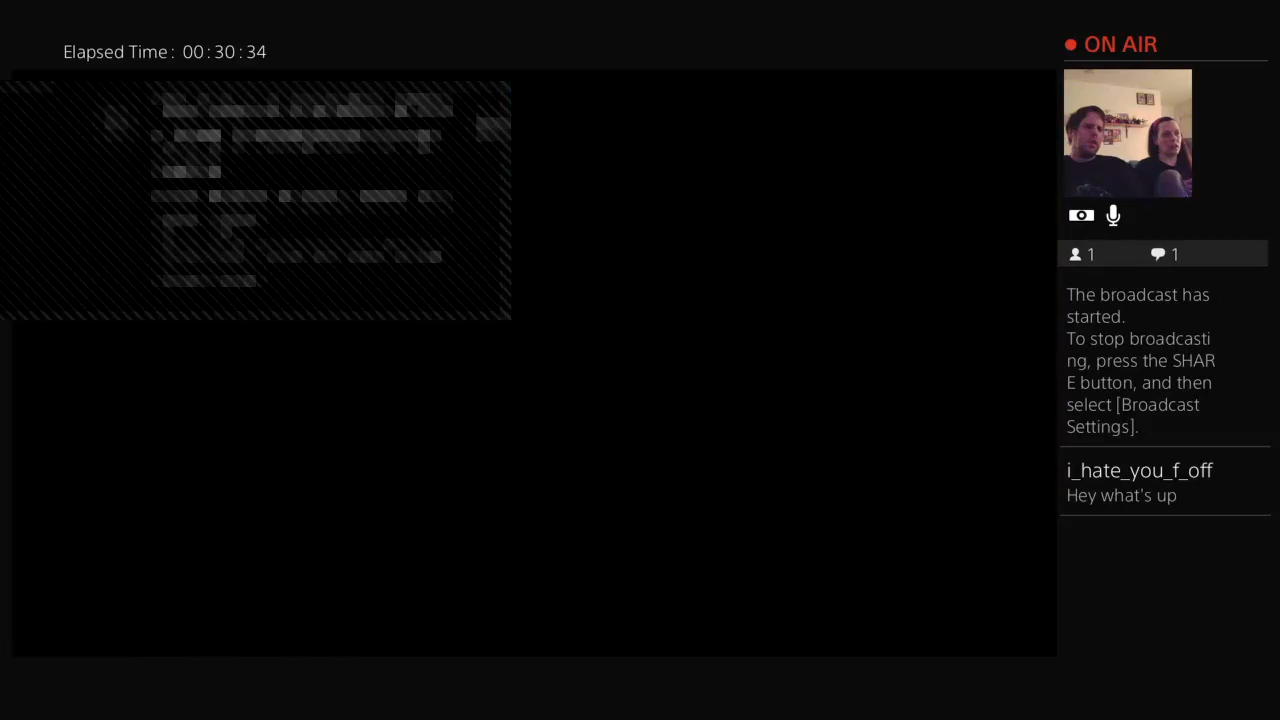 Elapsed Time: 00:30:34
ON AIR
1 1
The broadcast has
started.
To stop broadcasti
ng, press the SHAR
E button, and then
select [Broadcast
Settings].
i_hate_you_f_off
Hey what's up